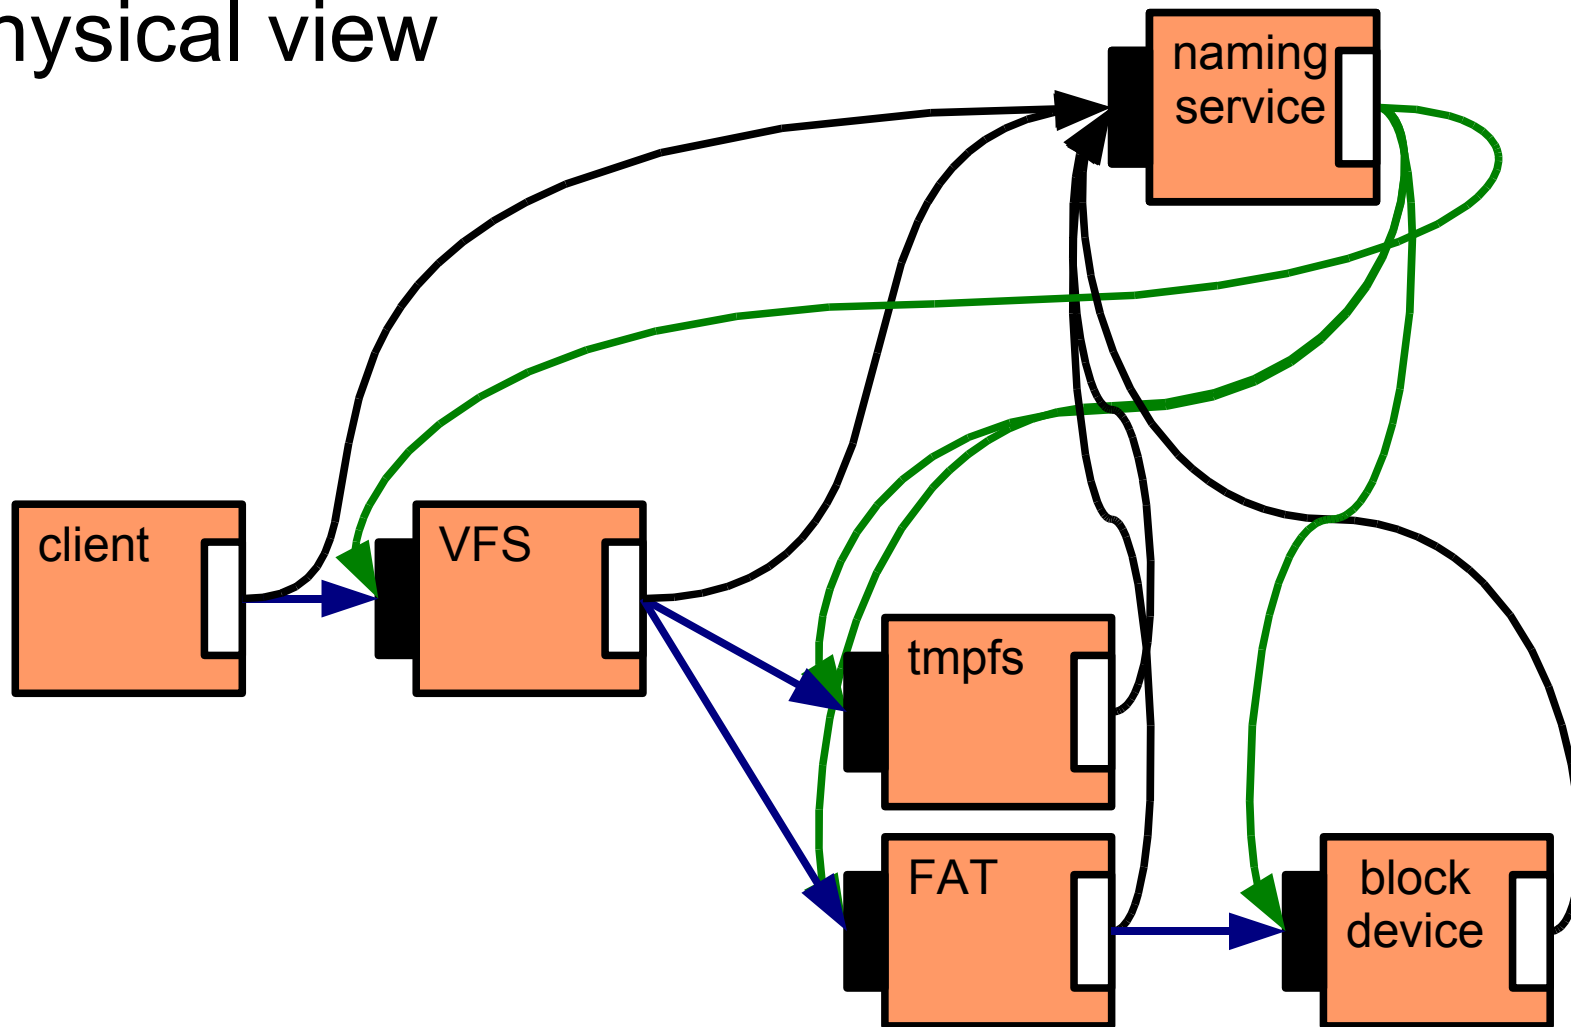 hysical view
naming
service
client
VFS
tmpfs
FAT
block
device